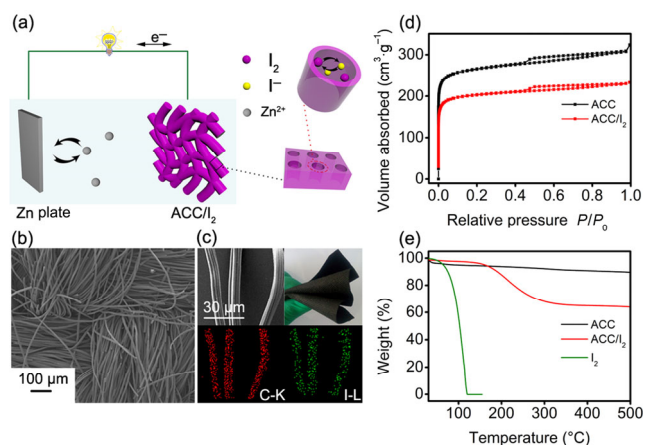 (a)
e⁻
I₂
I⁻
Zn²⁺
Zn plate
ACC/I₂
(b)
100 μm
(c)
30 μm
C-K
I-L
(d)
Volume absorbed (cm³·g⁻¹)
400
300
200
100
0
0.0 0.2 0.4 0.6 0.8 1.0
Relative pressure P/P₀
ACC
ACC/I₂
(e)
Weight (%)
100
80
60
40
20
0
100 200 300 400 500
Temperature (°C)
ACC
ACC/I₂
I₂